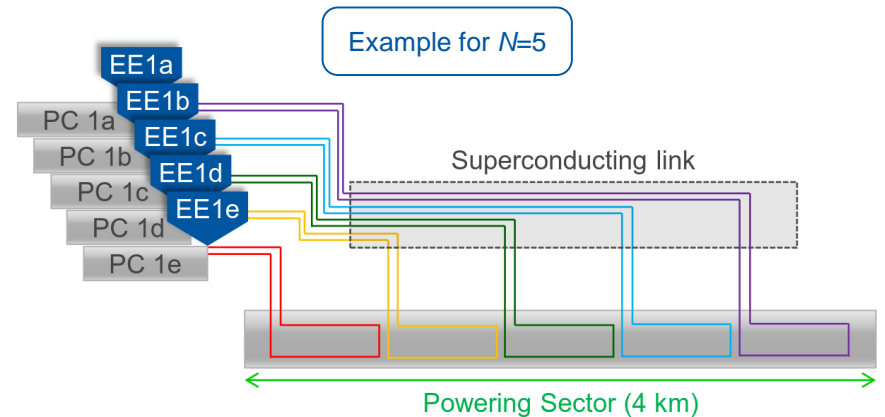 Example for N=5
EE1a
EE1b
PC 1a
EE1c
PC 1b
EE1d
PC 1c
EE1e
PC 1d
PC 1e
Superconducting link
Powering Sector (4 km)